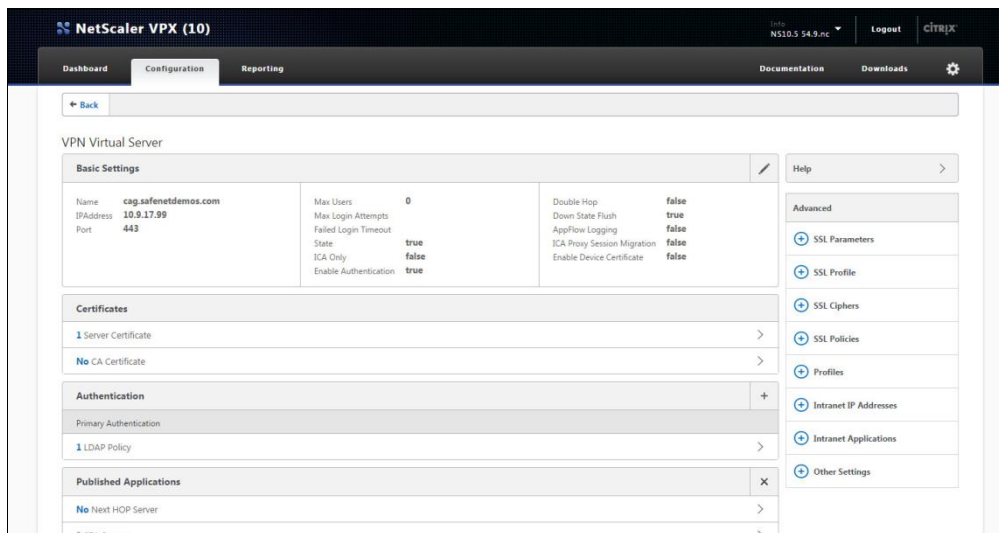 NetScaler VPX (10)
Info
NS10.5 54.9.nc
Logout
CİTRIX
Dashboard
Configuration
Reporting
Documentation
Downloads
Back
VPN Virtual Server
Basic Settings
Name cag.safenetdemos.com
IPAddress 10.9.17.99
Port 443
Max Users 0
Max Login Attempts
Failed Login Timeout
State true
ICA Only false
Enable Authentication true
Double Hop false
Down State Flush true
AppFlow Logging false
ICA Proxy Session Migration false
Enable Device Certificate false
Certificates
1 Server Certificate
No CA Certificate
Authentication
Primary Authentication
1 LDAP Policy
Published Applications
No Next HOP Server
Help
Advanced
SSL Parameters
SSL Profile
SSL Ciphers
SSL Policies
Profiles
Intranet IP Addresses
Intranet Applications
Other Settings